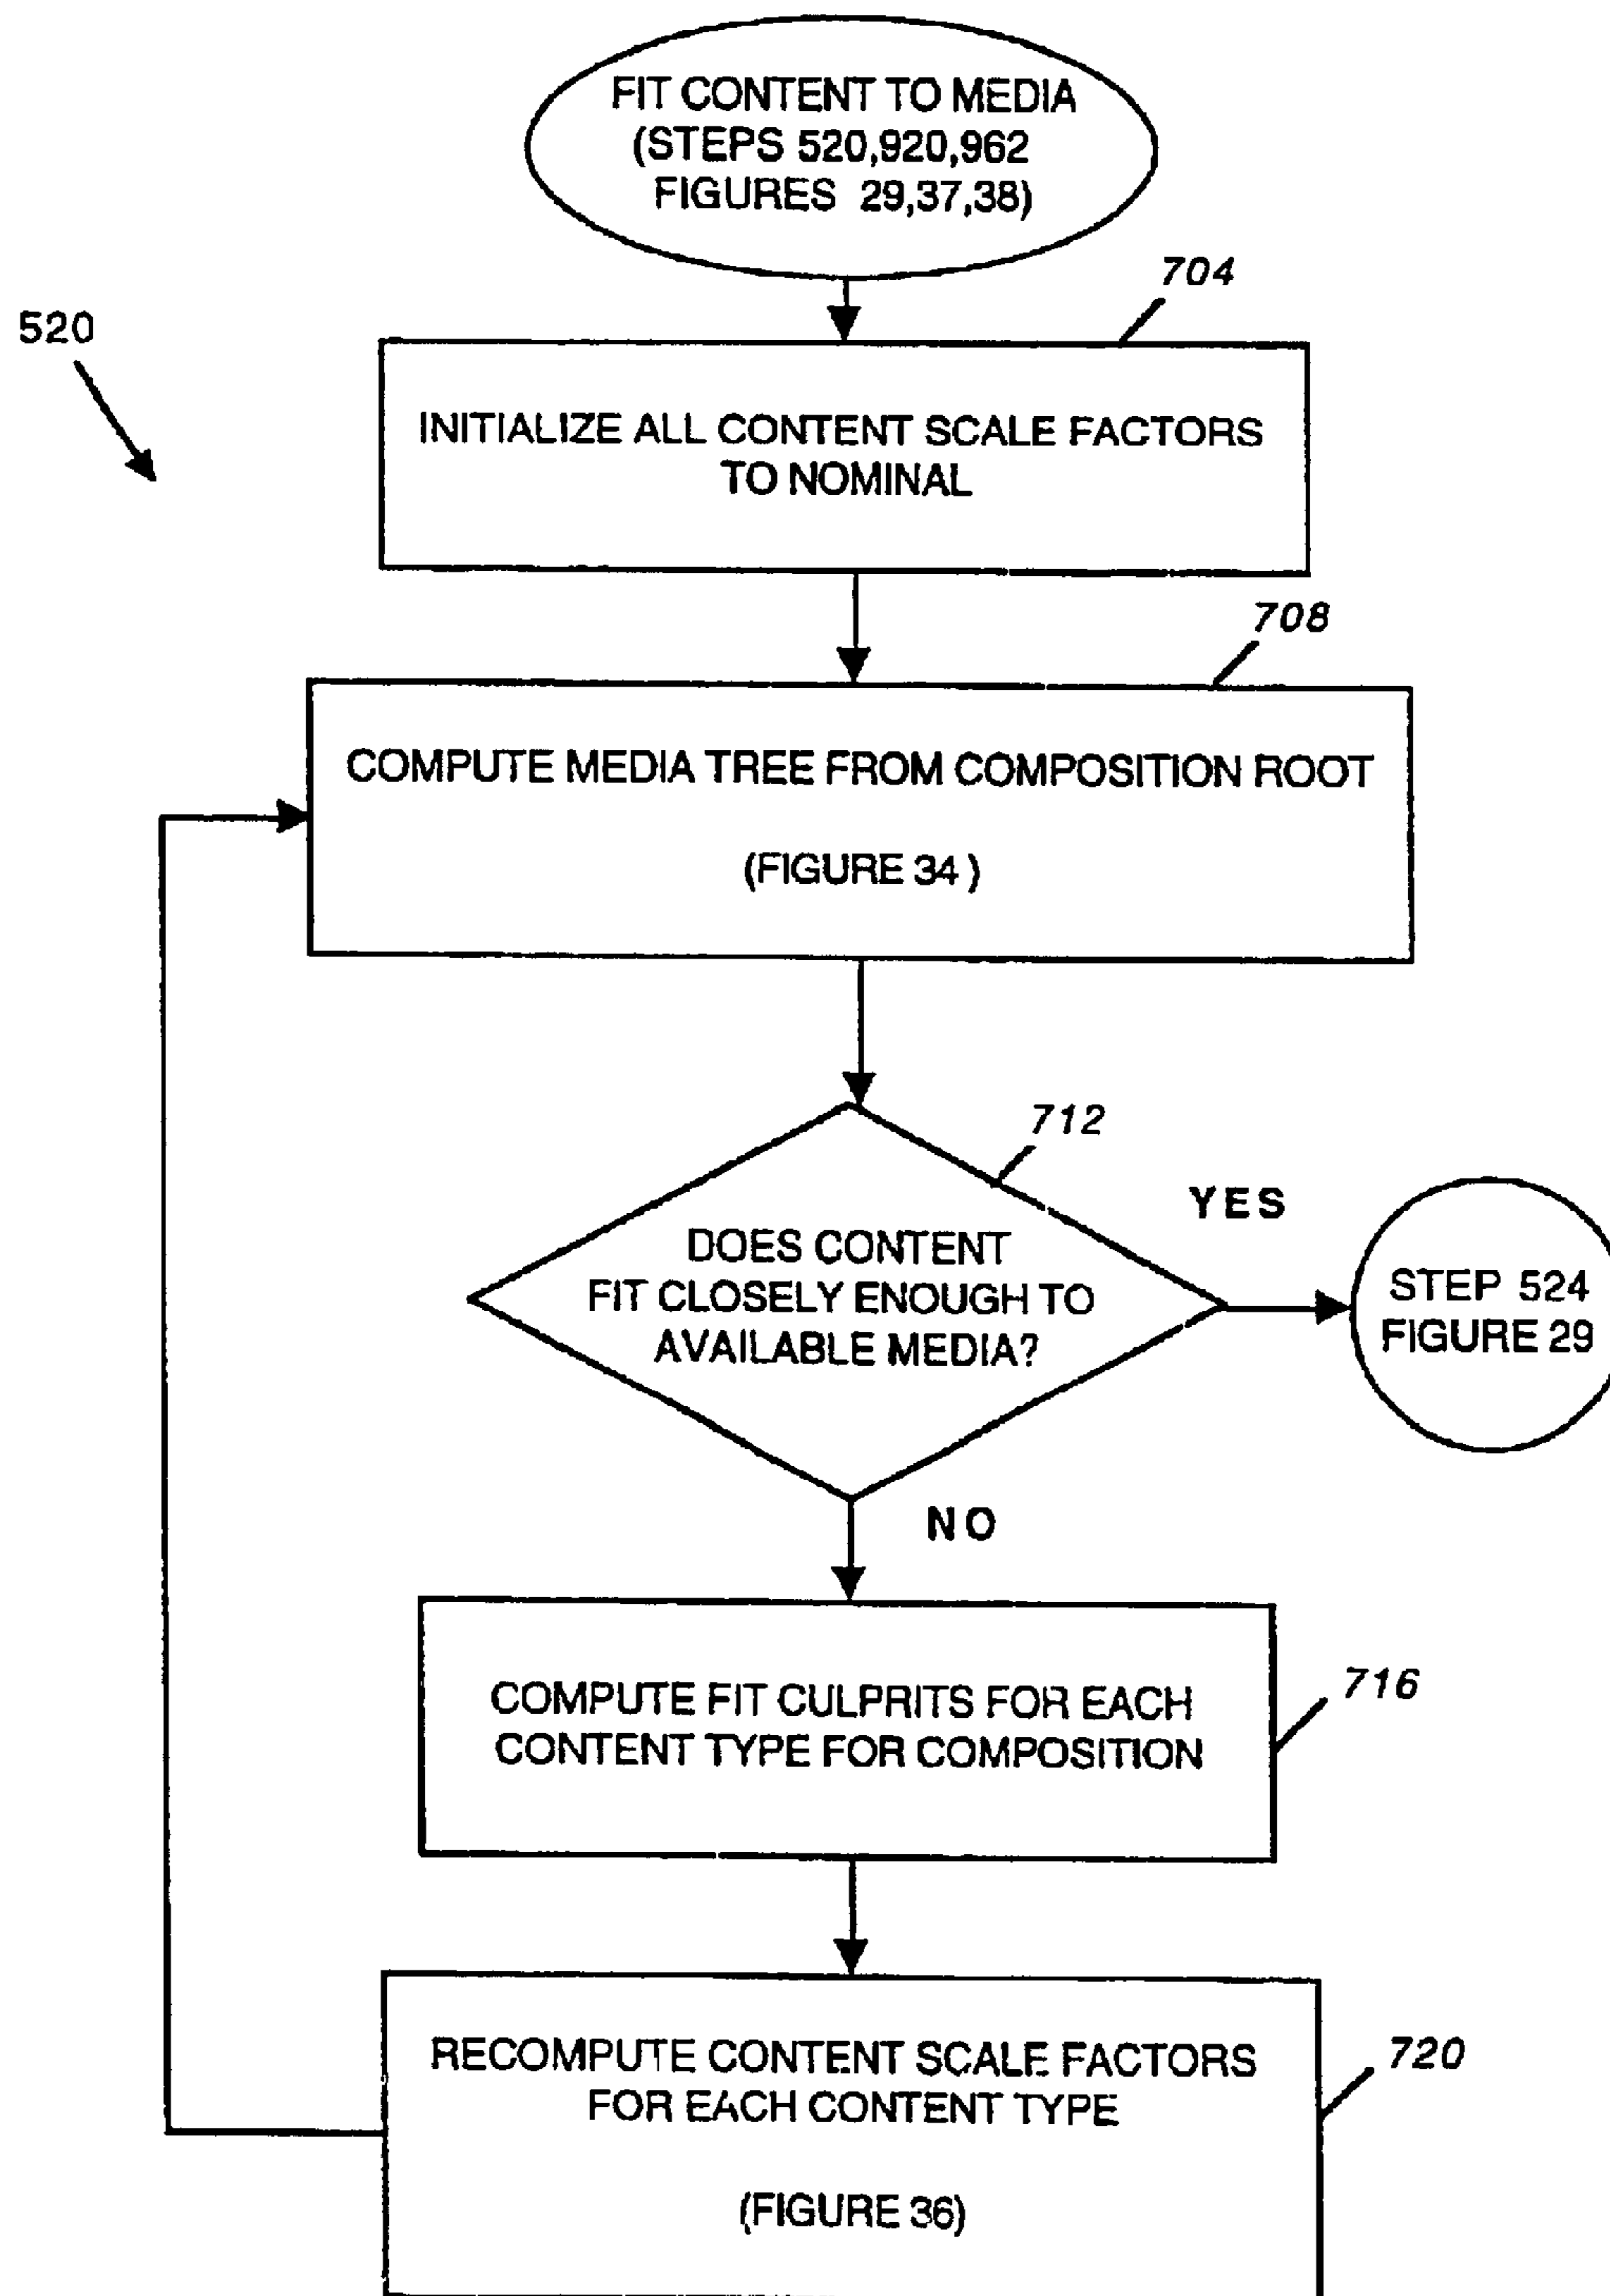 FIT CONTENT TO MEDIA
(STEPS 520,920,962
FIGURES 29,37,38)
704
520
INITIALIZE ALL CONTENT SCALE FACTORS
TO NOMINAL
708
COMPUTE MEDIA TREE FROM COMPOSITION ROOT
(FIGURE 34)
712
YES
DOES CONTENT
FIT CLOSELY ENOUGH TO
AVAILABLE MEDIA?
STEP 524
FIGURE 29
NO
COMPUTE FIT CULPRITS FOR EACH
CONTENT TYPE FOR COMPOSITION
716
RECOMPUTE CONTENT SCALE FACTORS
FOR EACH CONTENT TYPE
720
(FIGURE 36)